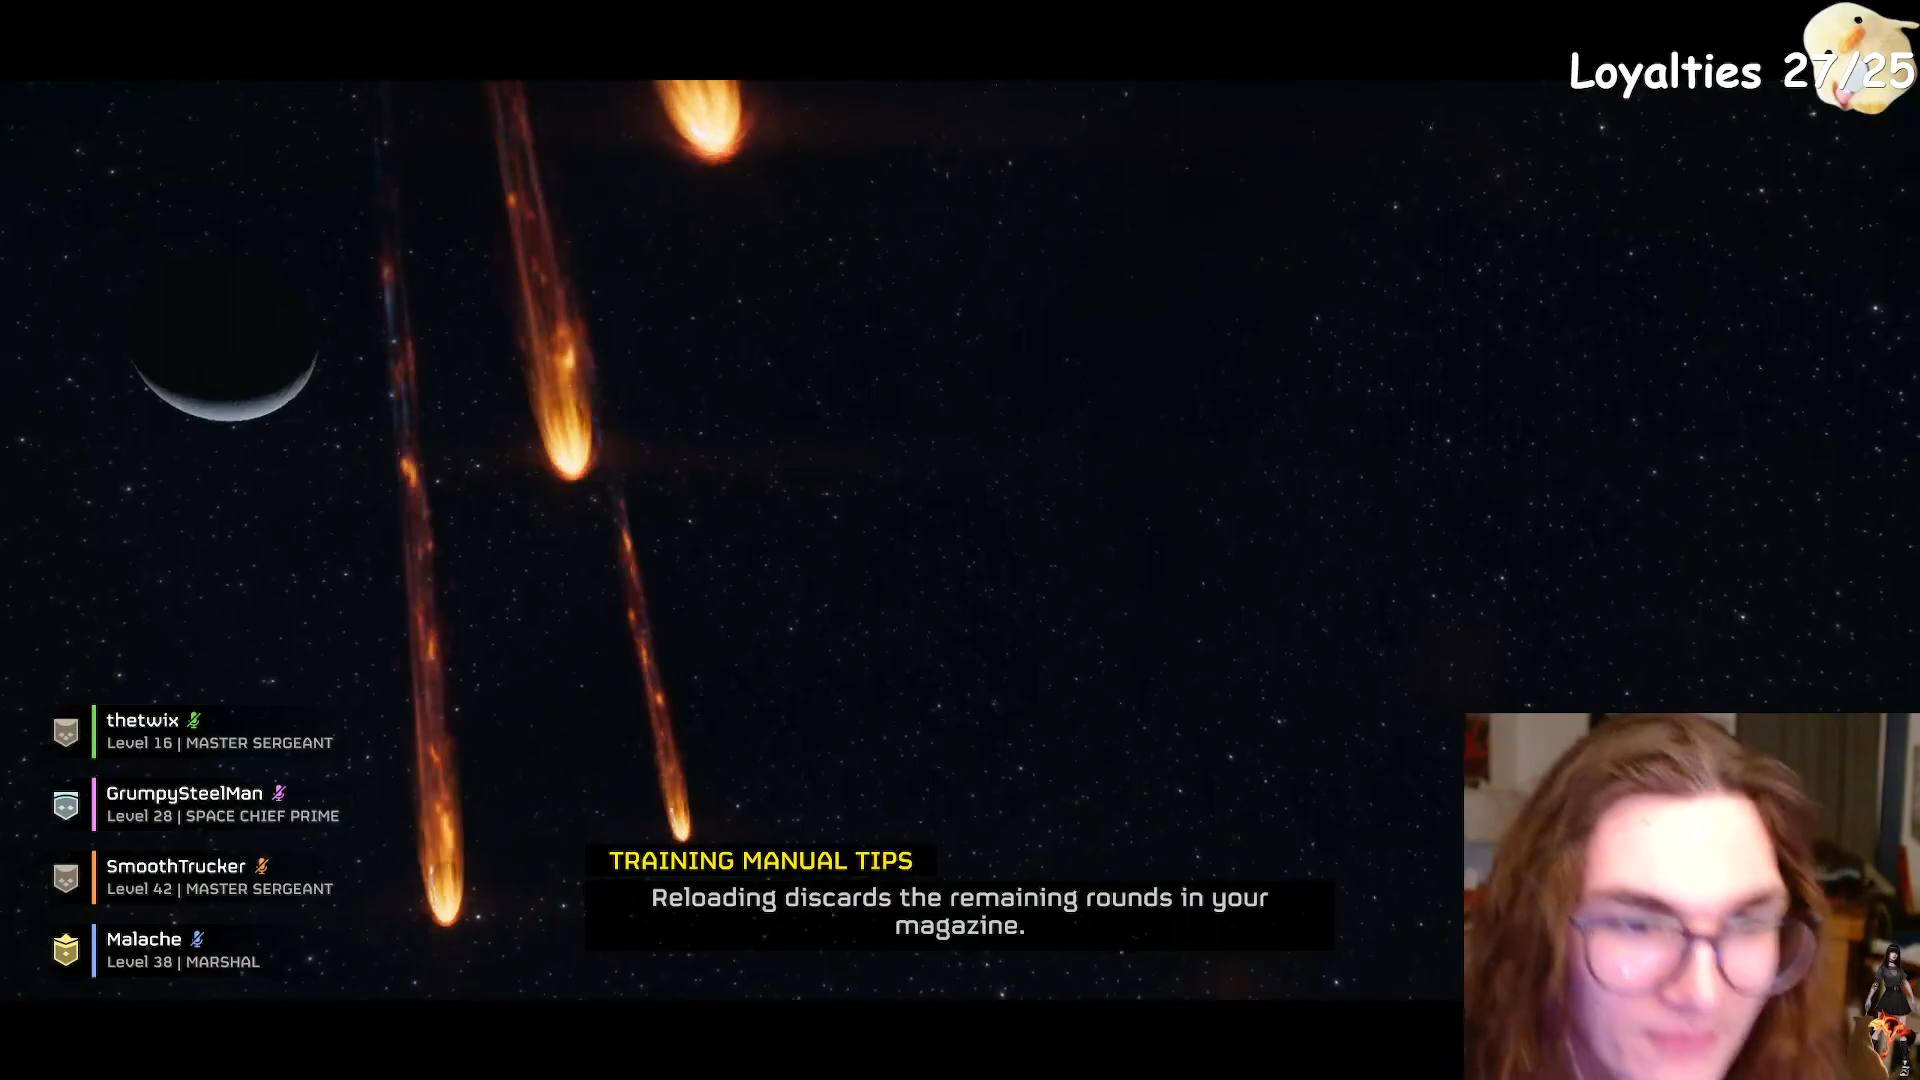 Loyalties 27/25
thetwix
Level 16 | MASTER SERGEANT
GrumpySteelMan
Level 28 | SPACE CHIEF PRIME
SmoothTrucker
Level 42 | MASTER SERGEANT
Malache
Level 38 | MARSHAL
TRAINING MANUAL TIPS
Reloading discards the remaining rounds in your
magazine.